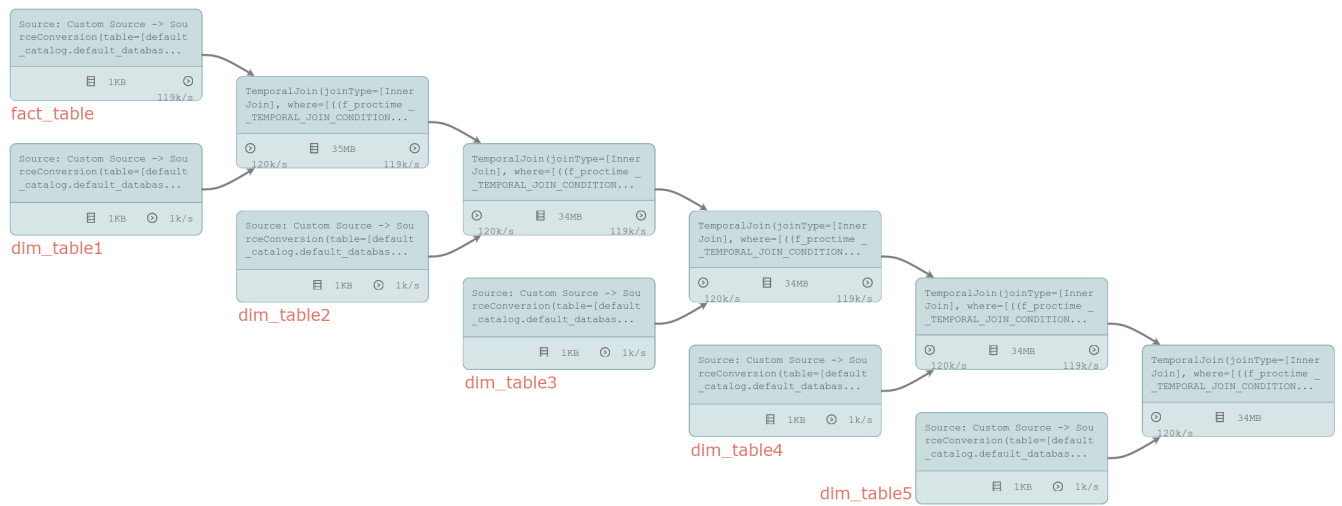 Source: Custom Source -> Sou
rceConversion(table=[default
_catalog.default_databas...
1KB
119k/s
fact_table
Source: Custom Source -> Sou
rceConversion(table=[default
_catalog.default_databas...
1KB 1k/s
dim_table1
TemporalJoin(joinType=[Inner
Join], where=[((f_proctime _
_TEMPORAL_JOIN_CONDITION...
35MB
120k/s 119k/s
Source: Custom Source -> Sou
rceConversion(table=[default
_catalog.default_databas...
1KB 1k/s
dim_table2
TemporalJoin(joinType=[Inner
Join], where=[((f_proctime _
_TEMPORAL_JOIN_CONDITION...
34MB
120k/s 119k/s
Source: Custom Source -> Sou
rceConversion(table=[default
_catalog.default_databas...
1KB 1k/s
dim_table3
TemporalJoin(joinType=[Inner
Join], where=[((f_proctime _
_TEMPORAL_JOIN_CONDITION...
34MB
120k/s 119k/s
Source: Custom Source -> Sou
rceConversion(table=[default
_catalog.default_databas...
1KB 1k/s
dim_table4
TemporalJoin(joinType=[Inner
Join], where=[((f_proctime _
_TEMPORAL_JOIN_CONDITION...
34MB
120k/s 119k/s
Source: Custom Source -> Sou
rceConversion(table=[default
_catalog.default_databas...
1KB 1k/s
dim_table5
TemporalJoin(joinType=[Inner
Join], where=[((f_proctime _
_TEMPORAL_JOIN_CONDITION...
34MB
120k/s